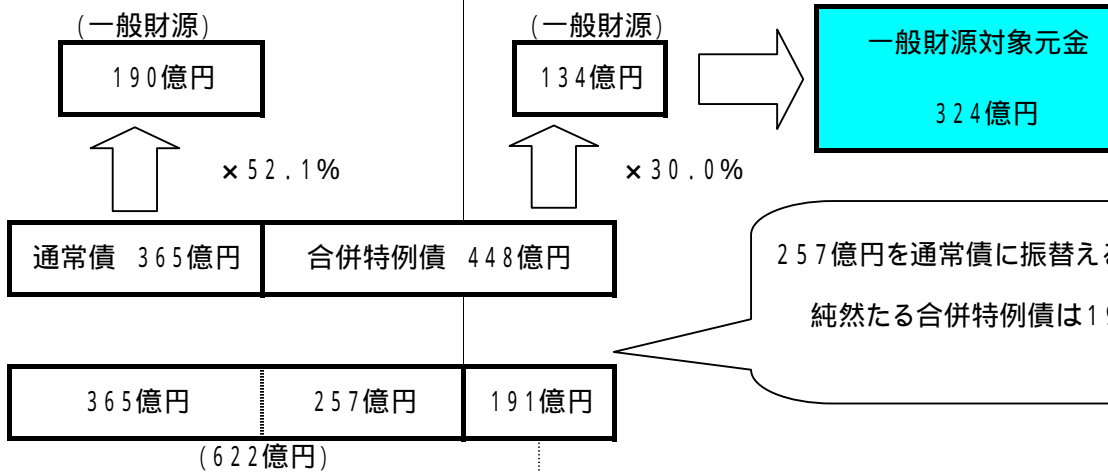 (一般財源)
190億円
×52.1%
(一般財源)
134億円
×30.0%
一般財源対象元金
324億円
通常債 365億円
合併特例債 448億円
257億円を通常債に振替え
純然たる合併特例債は1
365億円
257億円
191億円
(622億円)